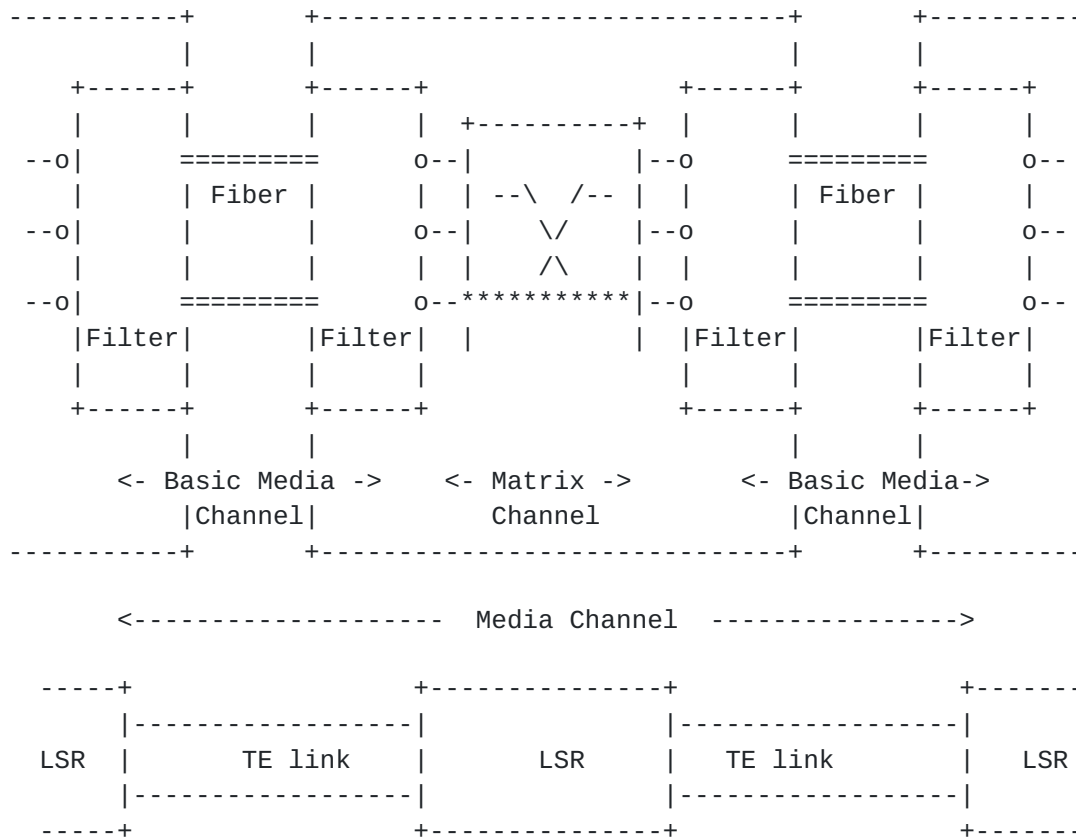 -----------+       +------------------------------+       +----------
           |       |                              |       |
    +------+       +------+                +------+       +------+
    |      |       |      |  +----------+  |      |       |      |
 --o|      =========      o--|          |--o      =========      o--
    |      | Fiber |      |  | --\  /-- |  |      | Fiber |      |
 --o|      |       |      o--|    \/    |--o      |       |      o--
    |      |       |      |  |    /\    |  |      |       |      |
 --o|      =========      o--***********|--o      =========      o--
    |Filter|       |Filter|  |          |  |Filter|       |Filter|
    |      |       |      |                |      |       |      |
    +------+       +------+                +------+       +------+
           |       |                              |       |
       <- Basic Media ->    <- Matrix ->       <- Basic Media->
           |Channel|           Channel            |Channel|
-----------+       +------------------------------+       +----------

       <--------------------  Media Channel  ---------------->

  -----+                  +---------------+                  +-------
       |------------------|               |------------------|
  LSR  |       TE link    |      LSR      |   TE link        |   LSR
       |------------------|               |------------------|
  -----+                  +---------------+                  +-------